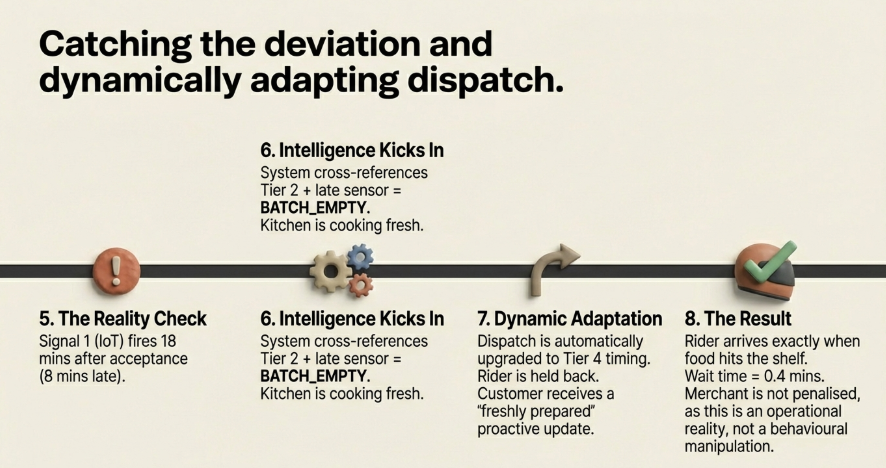 Catching the deviation and
dynamically adapting dispatch.
6. Intelligence Kicks In
System cross-references
Tier 2 + late sensor =
BATCH_EMPTY.
Kitchen is cooking fresh.
5. The Reality Check
Signal 1 (IoT) fires 18
mins after acceptance
(8 mins late).
6. Intelligence Kicks In
System cross-references
Tier 2 + late sensor =
BATCH_EMPTY.
Kitchen is cooking fresh.
7. Dynamic Adaptation
Dispatch is automatically
upgraded to Tier 4 timing.
Rider is held back.
Customer receives a
"freshly prepared"
proactive update.
8. The Result
Rider arrives exactly when
food hits the shelf.
Wait time = 0.4 mins.
Merchant is not penalised,
as this is an operational
reality, not a behavioural
manipulation.